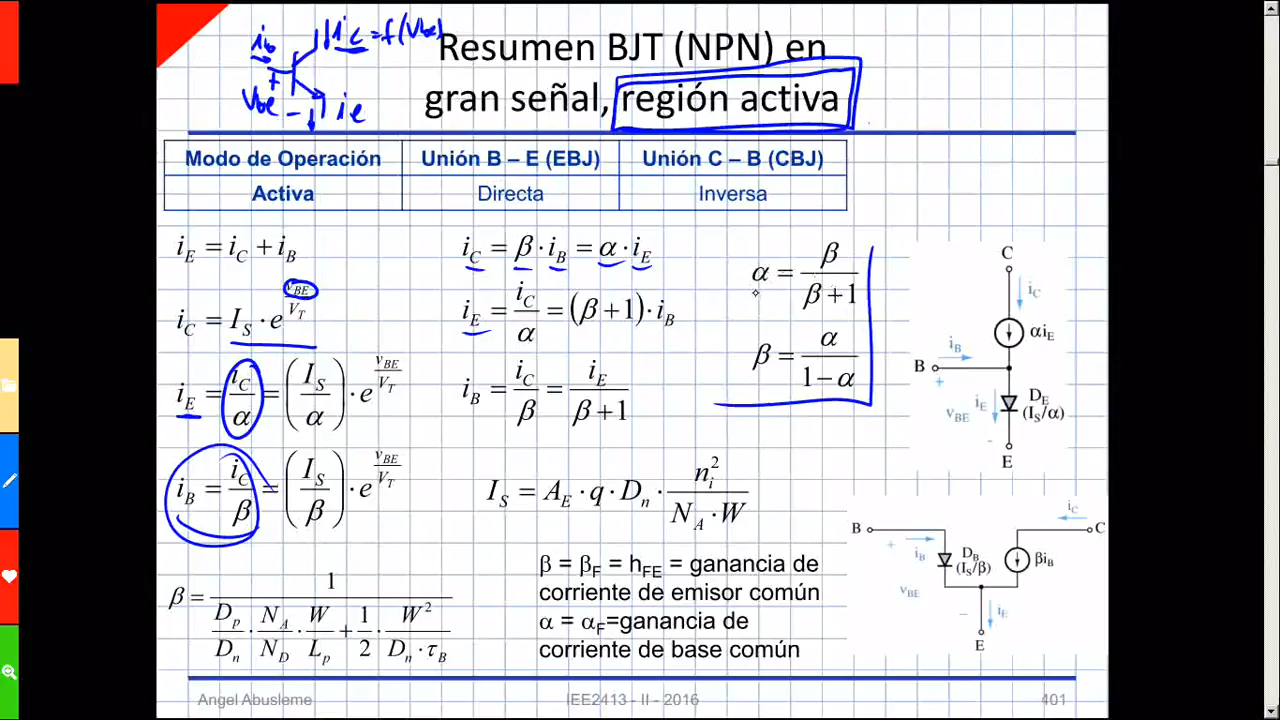 ib
ic = f(Vbe)
Vbe
+
−
ie
Resumen BJT (NPN) en
gran señal, región activa
Modo de Operación Unión B – E (EBJ) Unión C – B (CBJ)
Activa Directa Inversa
i_E = i_C + i_B
i_C = I_S · e^(v_BE/V_T)
i_E = i_C/α = (I_S/α) · e^(v_BE/V_T)
i_B = i_C/β = (I_S/β) · e^(v_BE/V_T)
i_C = β · i_B = α · i_E
i_E = i_C/α = (β + 1) · i_B
i_B = i_C/β = i_E/(β + 1)
α = β/(β + 1)
β = α/(1 − α)
C
i_C
αi_E
i_B
B
+
i_E
D_E
v_BE
(I_S/α)
−
E
I_S = A_E · q · D_n · n_i²/(N_A · W)
B
i_C
C
+
i_B
D_B
(I_S/β)
βi_B
v_BE
−
i_E
E
β = 1/(D_p/D_n · N_A/N_D · W/L_p + 1/2 · W²/(D_n · τ_B))
β = β_F = h_FE = ganancia de
corriente de emisor común
α = α_F=ganancia de
corriente de base común
Angel Abusleme IEE2413 - II - 2016 401